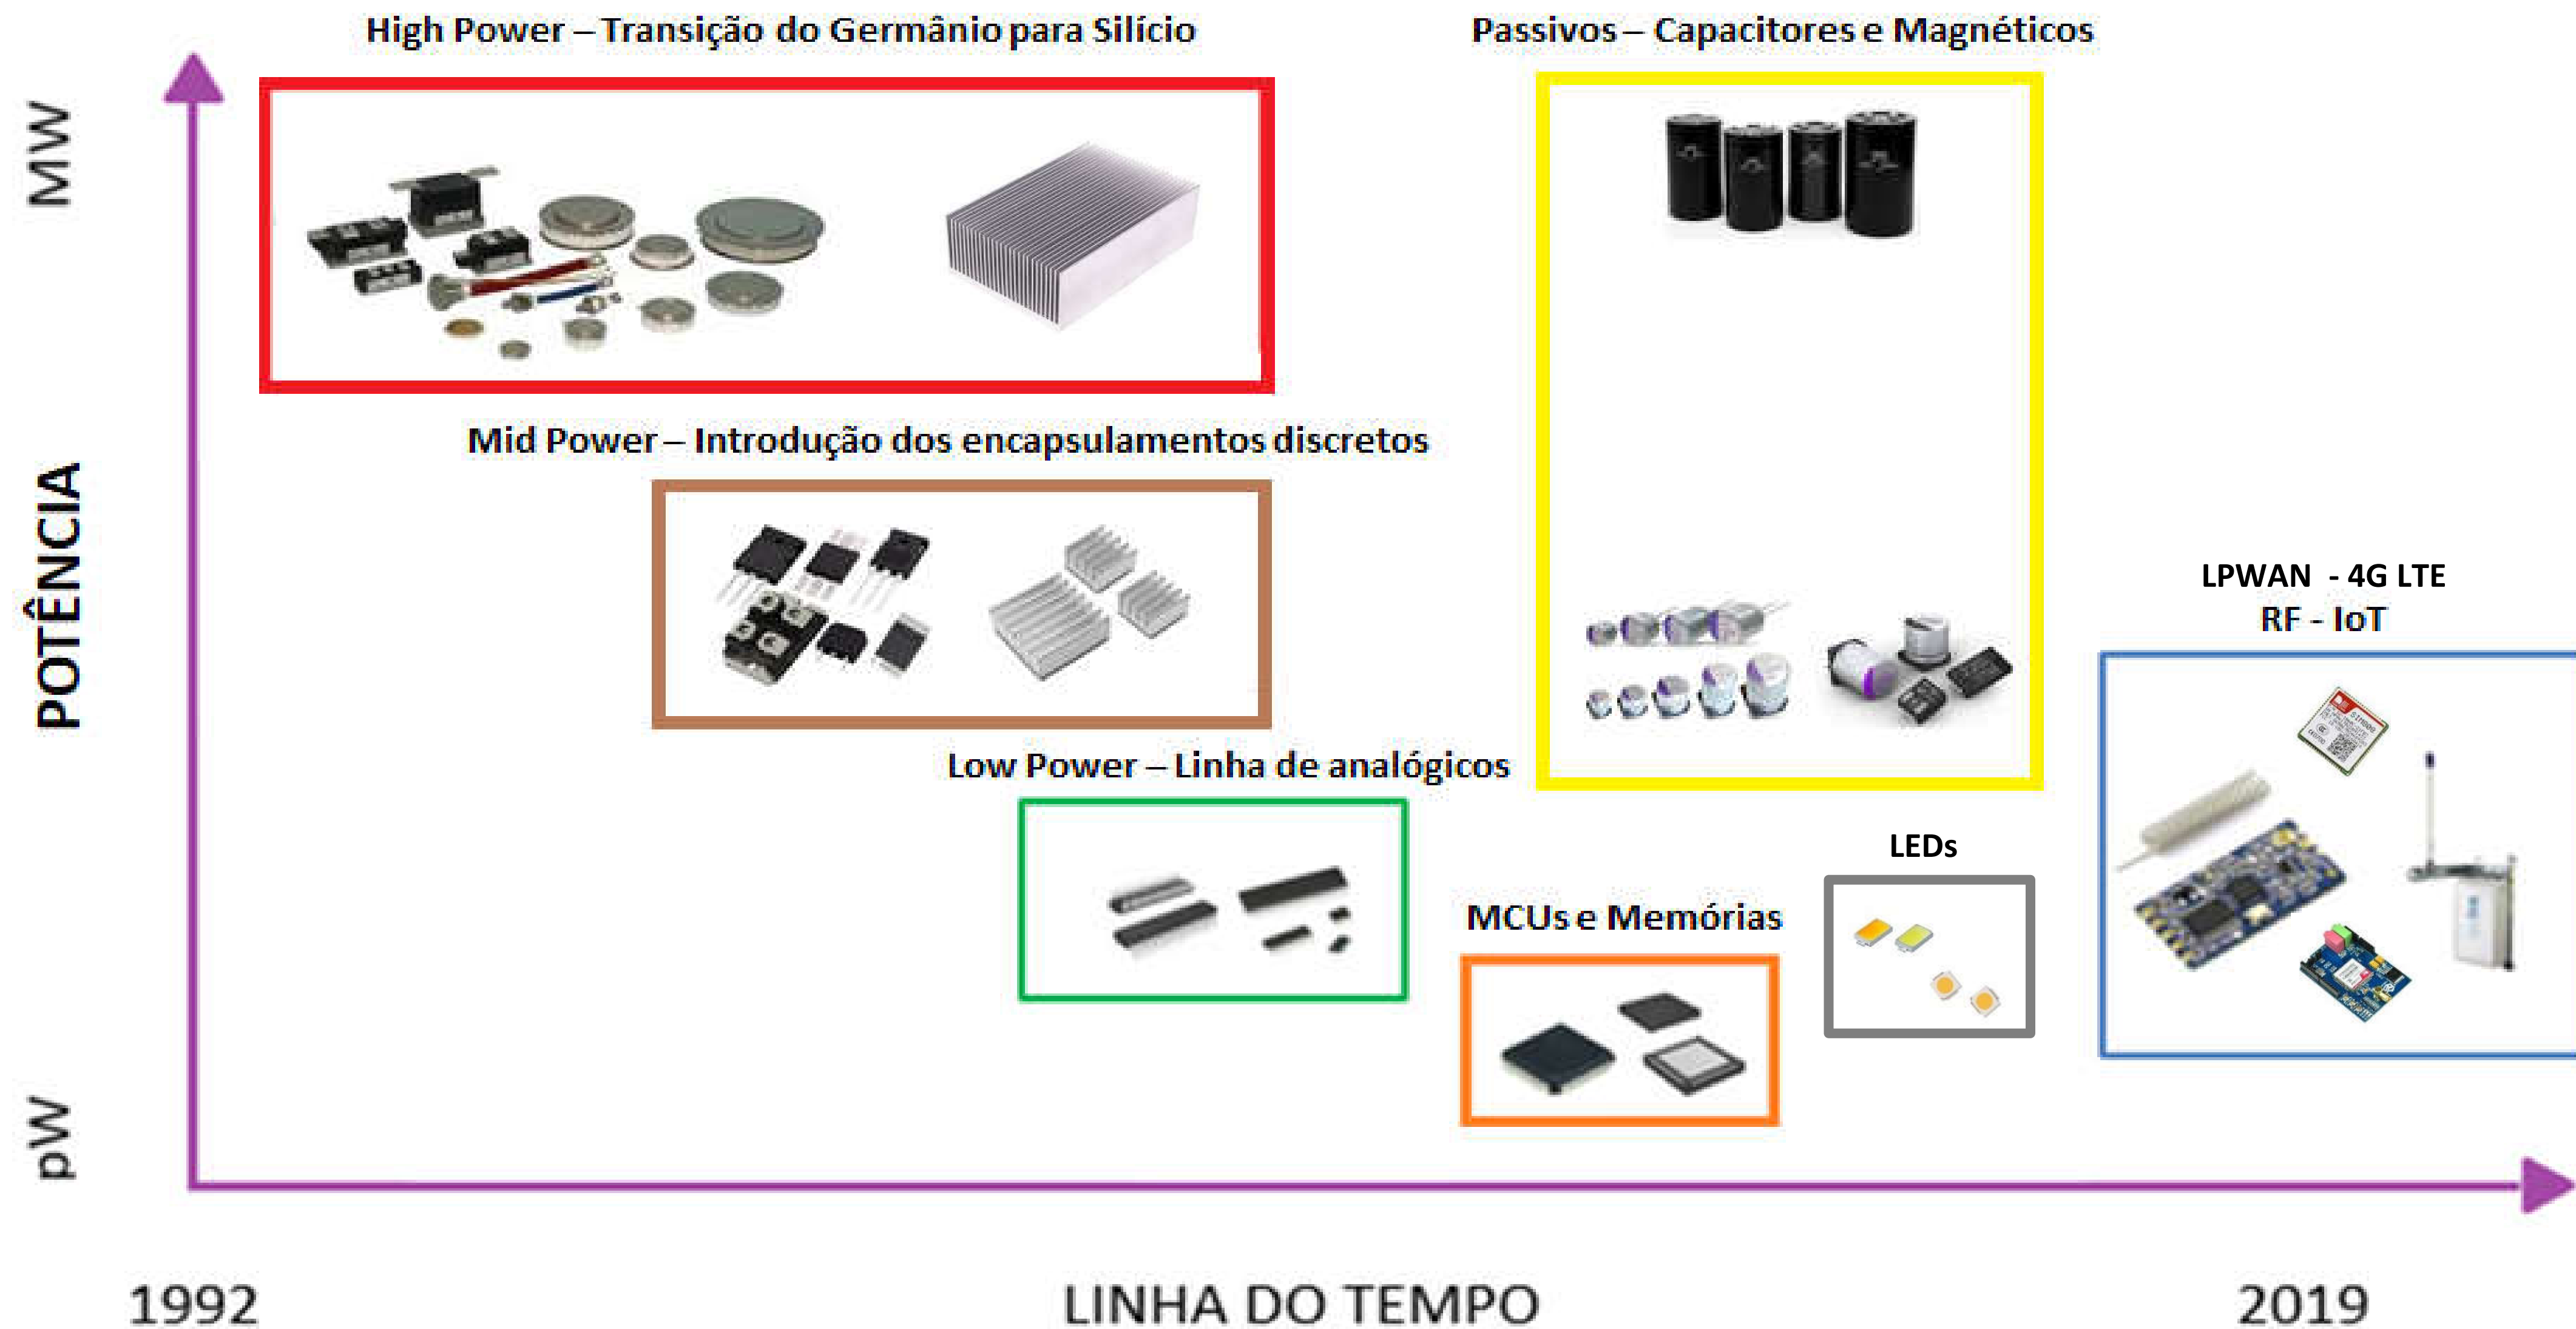 High Power – Transição do Germânio para Silício
Passivos – Capacitores e Magnéticos
MW
Mid Power – Introdução dos encapsulamentos discretos
POTÊNCIA
LPWAN - 4G LTE
RF - IoT
Low Power – Linha de analógicos
LEDs
MCUs e Memórias
pW
1992
LINHA DO TEMPO
2019